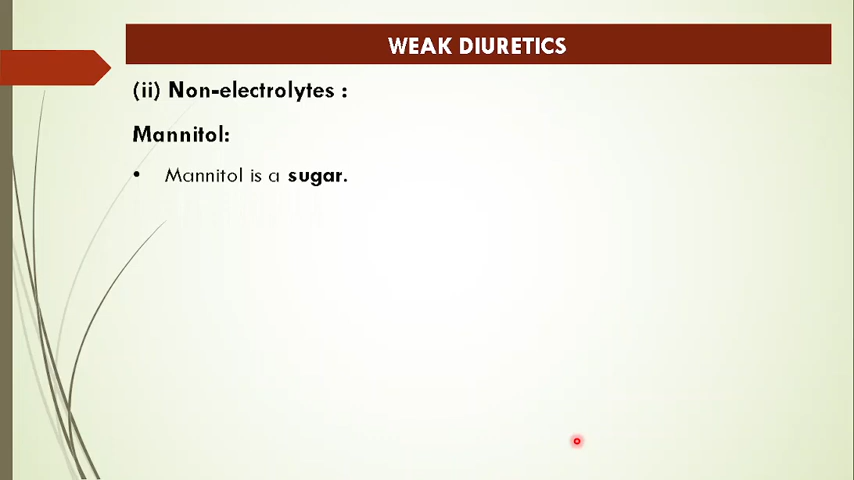 WEAK DIURETICS
(ii) Non-electrolytes :
Mannitol:
• Mannitol is a sugar.